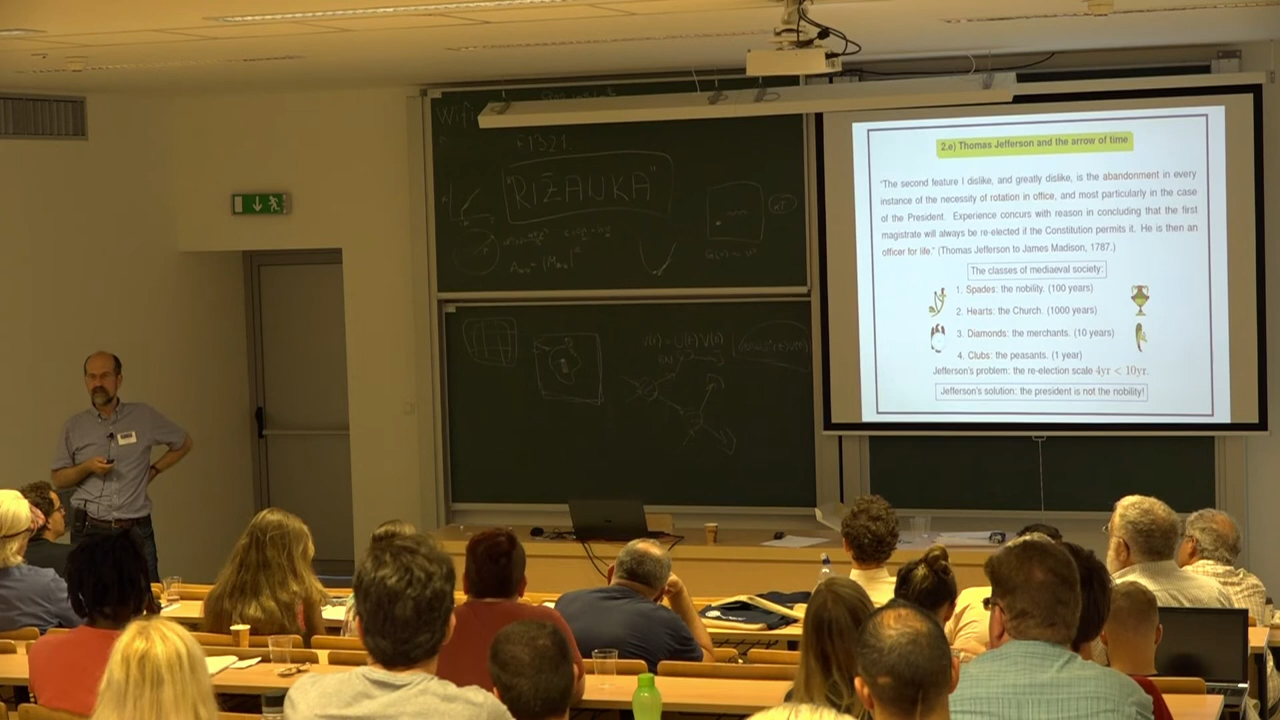 Wifi
F1321.
"RIŽANKA"
2.e) Thomas Jefferson and the arrow of time
"The second feature I dislike, and greatly dislike, is the abandonment in every
instance of the necessity of rotation in office, and most particularly in the case
of the President. Experience concurs with reason in concluding that the first
magistrate will always be re-elected if the Constitution permits it. He is then an
officer for life." (Thomas Jefferson to James Madison, 1787.)
The classes of mediaeval society:
1. Spades: the nobility. (100 years)
2. Hearts: the Church. (1000 years)
3. Diamonds: the merchants. (10 years)
4. Clubs: the peasants. (1 year)
Jefferson's problem: the re-election scale 4yr < 10yr.
Jefferson's solution: the president is not the nobility!